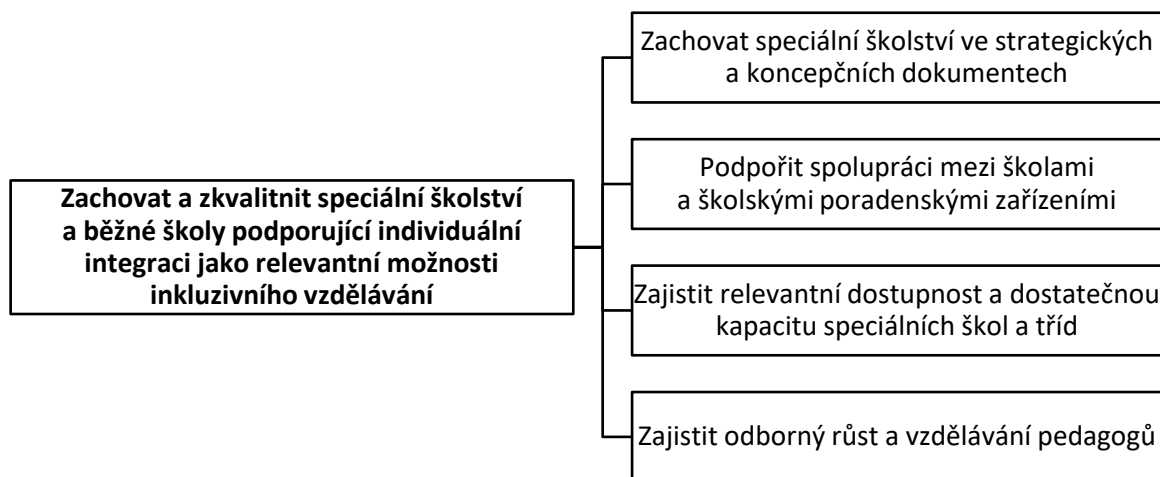 Zachovat a zkvalitnit speciální školství
a běžné školy podporující individuální
integraci jako relevantní možnosti
inkluzivního vzdělávání
Zachovat speciální školství ve strategických
a koncepčních dokumentech
Podpořit spolupráci mezi školami
a školskými poradenskými zařízeními
Zajistit relevantní dostupnost a dostatečnou
kapacitu speciálních škol a tříd
Zajistit odborný růst a vzdělávání pedagogů